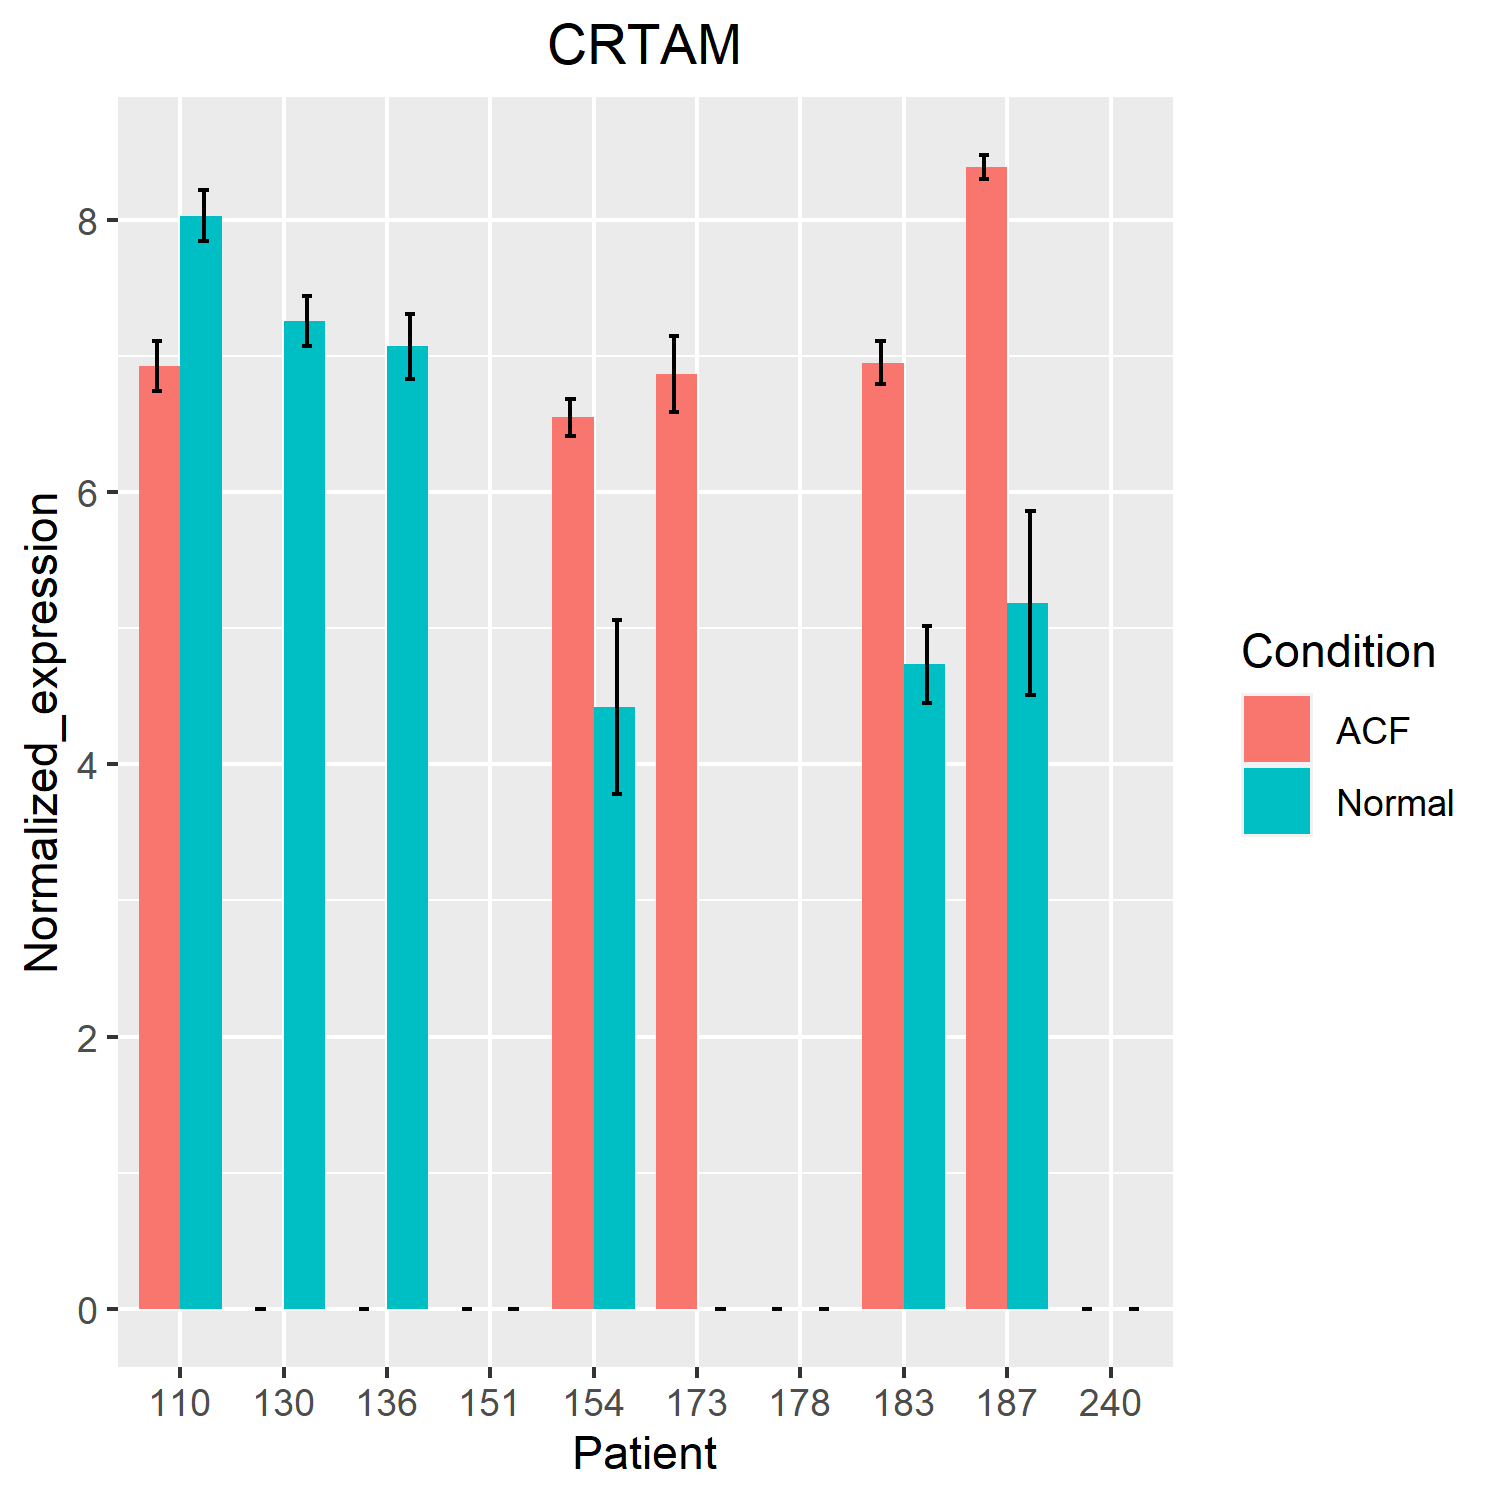 CRTAM
Normalized_expression
8
6
4
2
0
110 130 136 151 154 173 178 183 187 240
Patient
Condition
ACF
Normal